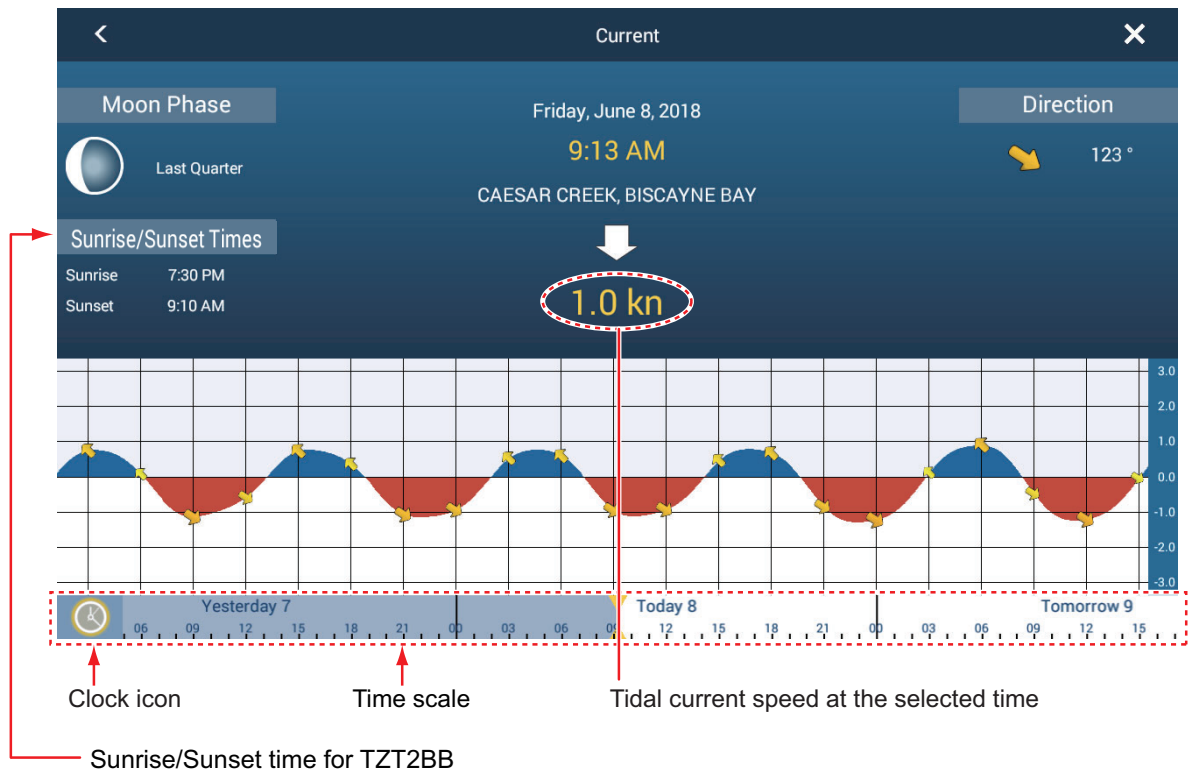 Current
Moon Phase
Friday, June 8, 2018
Direction
9:13 AM
Last Quarter
123 °
CAESAR CREEK, BISCAYNE BAY
Sunrise/Sunset Times
Sunrise 7:30 PM
Sunset 9:10 AM
1.0 kn
3.0
2.0
1.0
0.0
-1.0
-2.0
-3.0
Yesterday 7 Today 8 Tomorrow 9
06 09 12 15 18 21 00 03 06 09 12 15 18 21 00 03 06 09 12 15
Clock icon Time scale Tidal current speed at the selected time
Sunrise/Sunset time for TZT2BB